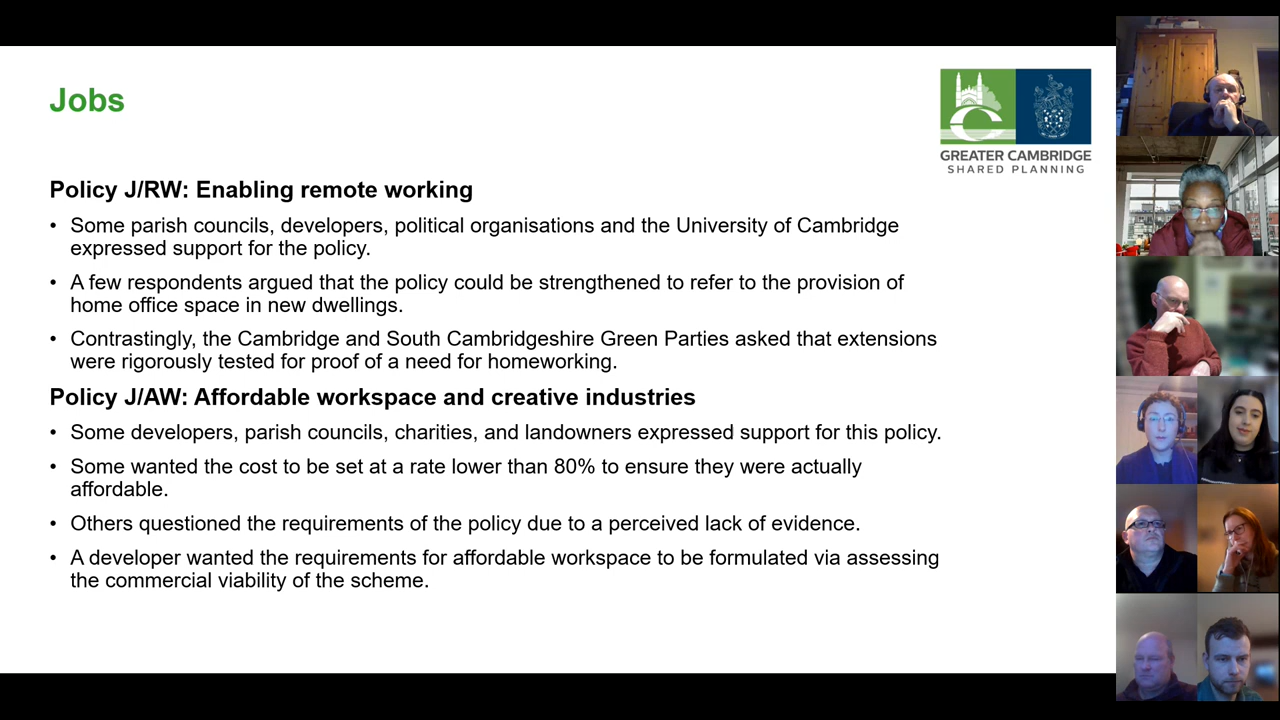 Jobs
GREATER CAMBRIDGE
SHARED PLANNING
Policy J/RW: Enabling remote working
• Some parish councils, developers, political organisations and the University of Cambridge
expressed support for the policy.
• A few respondents argued that the policy could be strengthened to refer to the provision of
home office space in new dwellings.
• Contrastingly, the Cambridge and South Cambridgeshire Green Parties asked that extensions
were rigorously tested for proof of a need for homeworking.
Policy J/AW: Affordable workspace and creative industries
• Some developers, parish councils, charities, and landowners expressed support for this policy.
• Some wanted the cost to be set at a rate lower than 80% to ensure they were actually
affordable.
• Others questioned the requirements of the policy due to a perceived lack of evidence.
• A developer wanted the requirements for affordable workspace to be formulated via assessing
the commercial viability of the scheme.